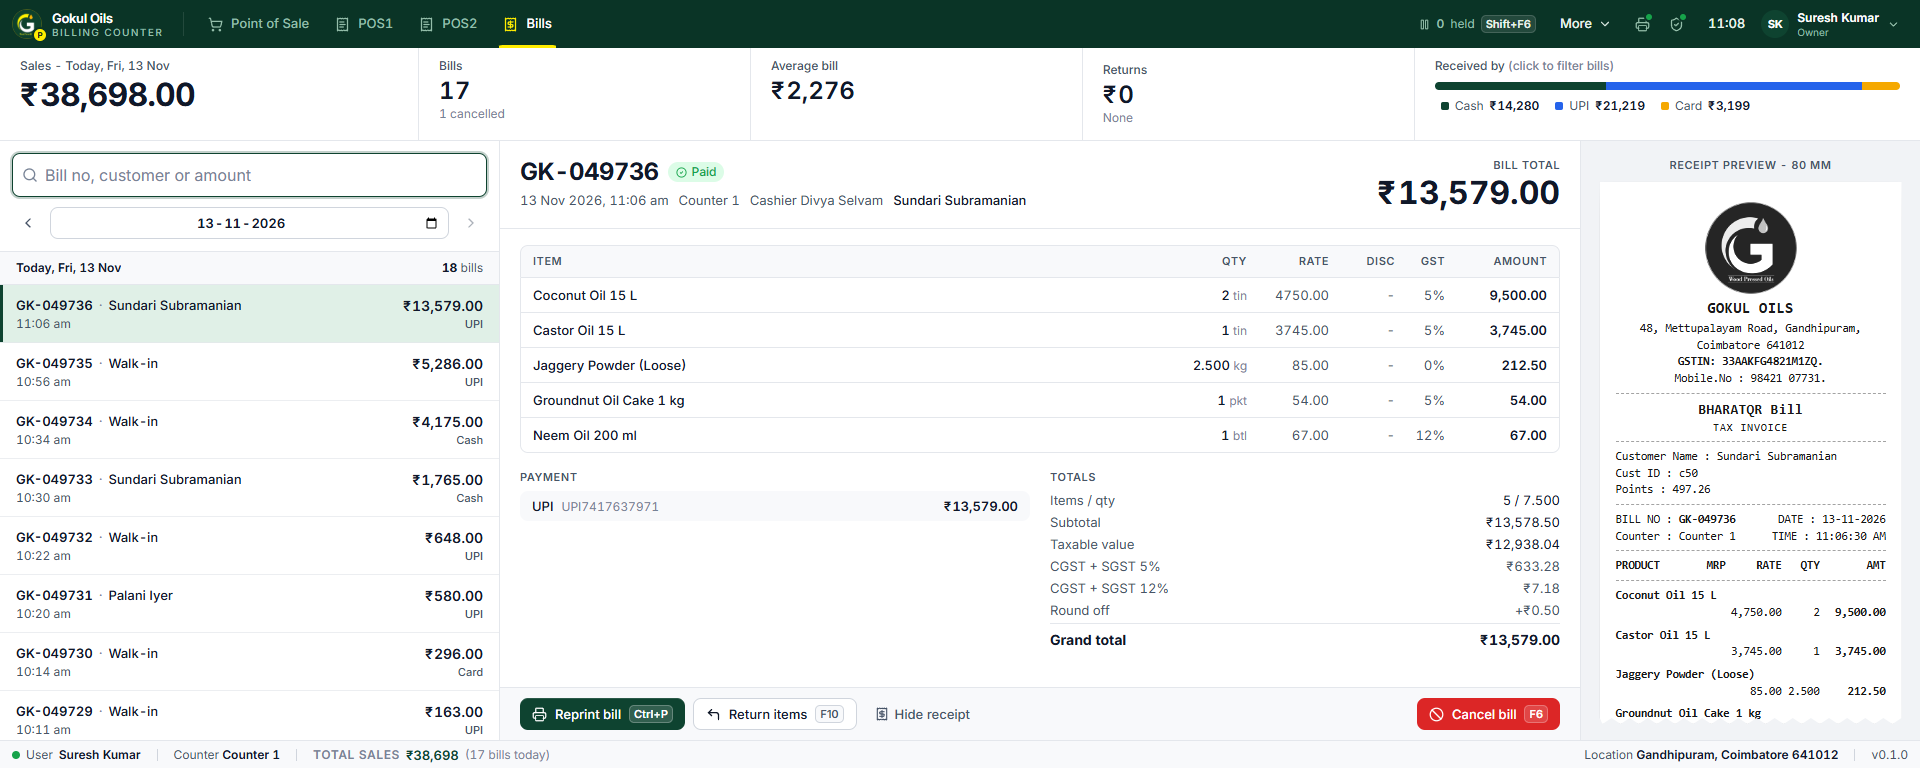 Gokul Oils
BILLING COUNTER
Point of Sale
POS1
POS2
Bills
0 held Shift+F6
More
11:08
SK
Suresh Kumar
Owner
Sales - Today, Fri, 13 Nov
₹38,698.00
Bills
17
1 cancelled
Average bill
₹2,276
Returns
₹0
None
Received by (click to filter bills)
Cash ₹14,280 UPI ₹21,219 Card ₹3,199
Bill no, customer or amount
13-11-2026
Today, Fri, 13 Nov 18 bills
GK-049736 · Sundari Subramanian ₹13,579.00
11:06 am UPI
GK-049735 · Walk-in ₹5,286.00
10:56 am UPI
GK-049734 · Walk-in ₹4,175.00
10:34 am Cash
GK-049733 · Sundari Subramanian ₹1,765.00
10:30 am Cash
GK-049732 · Walk-in ₹648.00
10:22 am UPI
GK-049731 · Palani Iyer ₹580.00
10:20 am UPI
GK-049730 · Walk-in ₹296.00
10:14 am Card
GK-049729 · Walk-in ₹163.00
10:11 am UPI
GK-049736 Paid
13 Nov 2026, 11:06 am Counter 1 Cashier Divya Selvam Sundari Subramanian
BILL TOTAL
₹13,579.00
ITEM QTY RATE DISC GST AMOUNT
Coconut Oil 15 L 2 tin 4750.00 - 5% 9,500.00
Castor Oil 15 L 1 tin 3745.00 - 5% 3,745.00
Jaggery Powder (Loose) 2.500 kg 85.00 - 0% 212.50
Groundnut Oil Cake 1 kg 1 pkt 54.00 - 5% 54.00
Neem Oil 200 ml 1 btl 67.00 - 12% 67.00
PAYMENT
UPI UPI7417637971 ₹13,579.00
TOTALS
Items / qty 5 / 7.500
Subtotal ₹13,578.50
Taxable value ₹12,938.04
CGST + SGST 5% ₹633.28
CGST + SGST 12% ₹7.18
Round off +₹0.50
Grand total ₹13,579.00
Reprint bill Ctrl+P
Return items F10
Hide receipt
Cancel bill F6
RECEIPT PREVIEW - 80 MM
G
Wood Pressed Oils
GOKUL OILS
48, Mettupalayam Road, Gandhipuram,
Coimbatore 641012
GSTIN: 33AAKFG4821M1ZQ.
Mobile.No : 98421 07731.
BHARATQR Bill
TAX INVOICE
Customer Name : Sundari Subramanian
Cust ID : c50
Points : 497.26
BILL NO : GK-049736 DATE : 13-11-2026
Counter : Counter 1 TIME : 11:06:30 AM
PRODUCT MRP RATE QTY AMT
Coconut Oil 15 L
4,750.00 2 9,500.00
Castor Oil 15 L
3,745.00 1 3,745.00
Jaggery Powder (Loose)
85.00 2.500 212.50
Groundnut Oil Cake 1 kg
User Suresh Kumar
Counter Counter 1
TOTAL SALES ₹38,698 (17 bills today)
Location Gandhipuram, Coimbatore 641012
v0.1.0